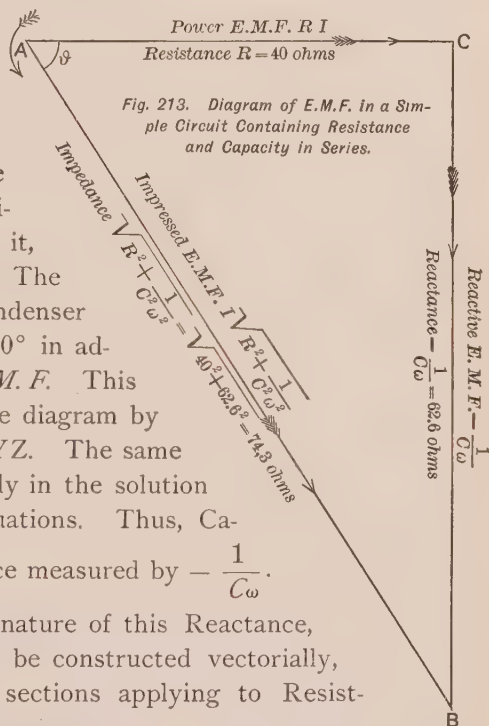 Power E.M.F. R I
A
C
ϑ
Resistance R=40 ohms
Fig. 213. Diagram of E.M.F. in a Sim-
ple Circuit Containing Resistance
and Capacity in Series.
Impedance √R²+1/C²ω² = √40²+62.6² = 74,3 ohms
Impressed E.M.F. I√R²+1/C²ω²
Reactance−1/Cω=62.6 ohms
Reactive E. M. F.−1/Cω
it,
The
ndenser
0° in ad-
M. F. This
e diagram by
YZ. The same
ly in the solution
uations. Thus, Ca-
ce measured by − 1/Cω.
nature of this Reactance,
be constructed vectorially,
sections applying to Resist-
B